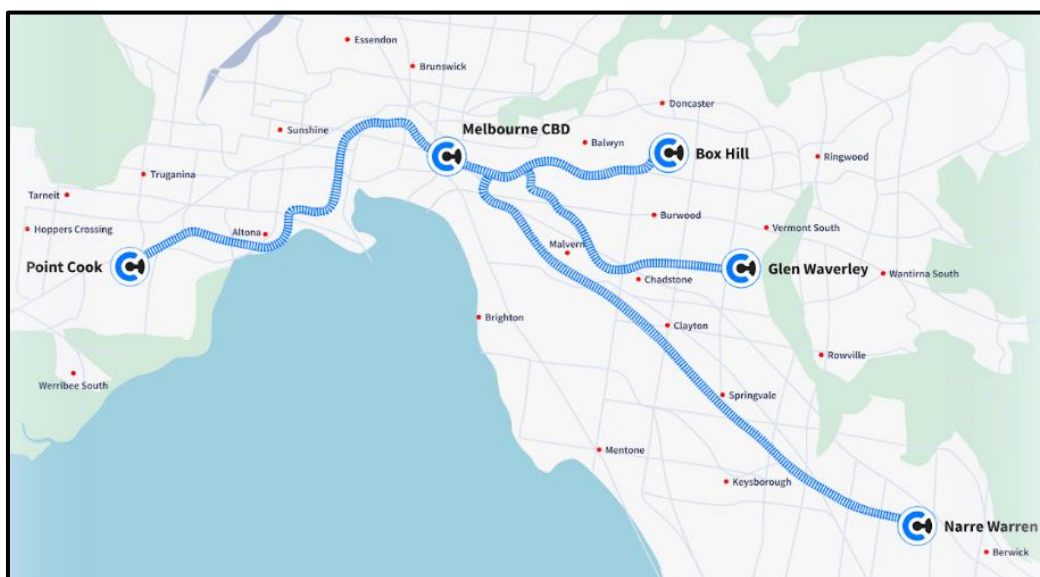 Essendon
Brunswick
Doncaster
Sunshine
Melbourne CBD
Balwyn
Box Hill
Ringwood
Truganina
Tarneit
Burwood
Hoppers Crossing
Altona
Vermont South
Malvern
Point Cook
Glen Waverley
Wantirna South
Chadstone
Brighton
Clayton
Rowville
Werribee South
Springvale
Mentone
Keysborough
Narre Warren
Berwick